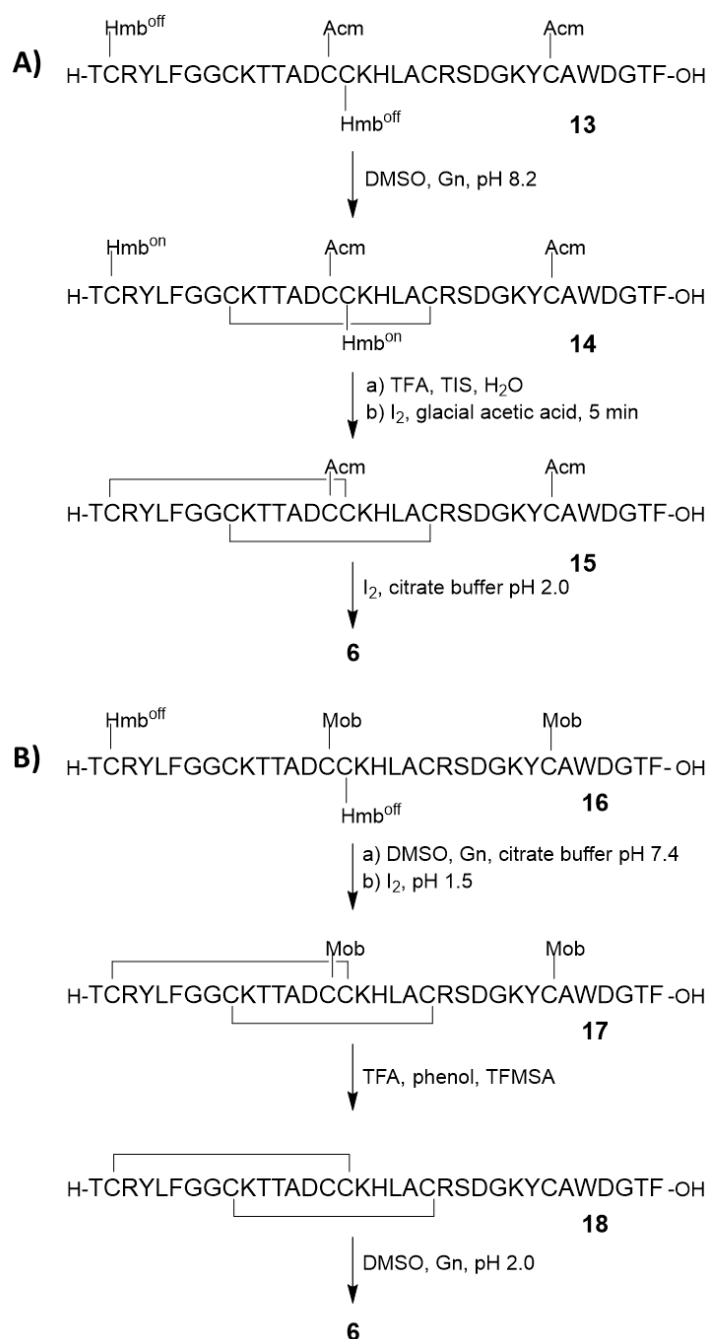 A)
Hmb^off Acm Acm
H-TCRYLFGGCKTTADCCKHLACRSDGKYCAWDGTF-OH
Hmb^off 13
DMSO, Gn, pH 8.2
Hmb^on Acm Acm
H-TCRYLFGGCKTTADCCKHLACRSDGKYCAWDGTF-OH
Hmb^on 14
a) TFA, TIS, H₂O
b) I₂, glacial acetic acid, 5 min
Acm Acm
H-TCRYLFGGCKTTADCCKHLACRSDGKYCAWDGTF-OH
15
I₂, citrate buffer pH 2.0
6
B)
Hmb^off Mob Mob
H-TCRYLFGGCKTTADCCKHLACRSDGKYCAWDGTF-OH
Hmb^off 16
a) DMSO, Gn, citrate buffer pH 7.4
b) I₂, pH 1.5
Mob Mob
H-TCRYLFGGCKTTADCCKHLACRSDGKYCAWDGTF-OH
17
TFA, phenol, TFMSA
H-TCRYLFGGCKTTADCCKHLACRSDGKYCAWDGTF-OH
18
DMSO, Gn, pH 2.0
6